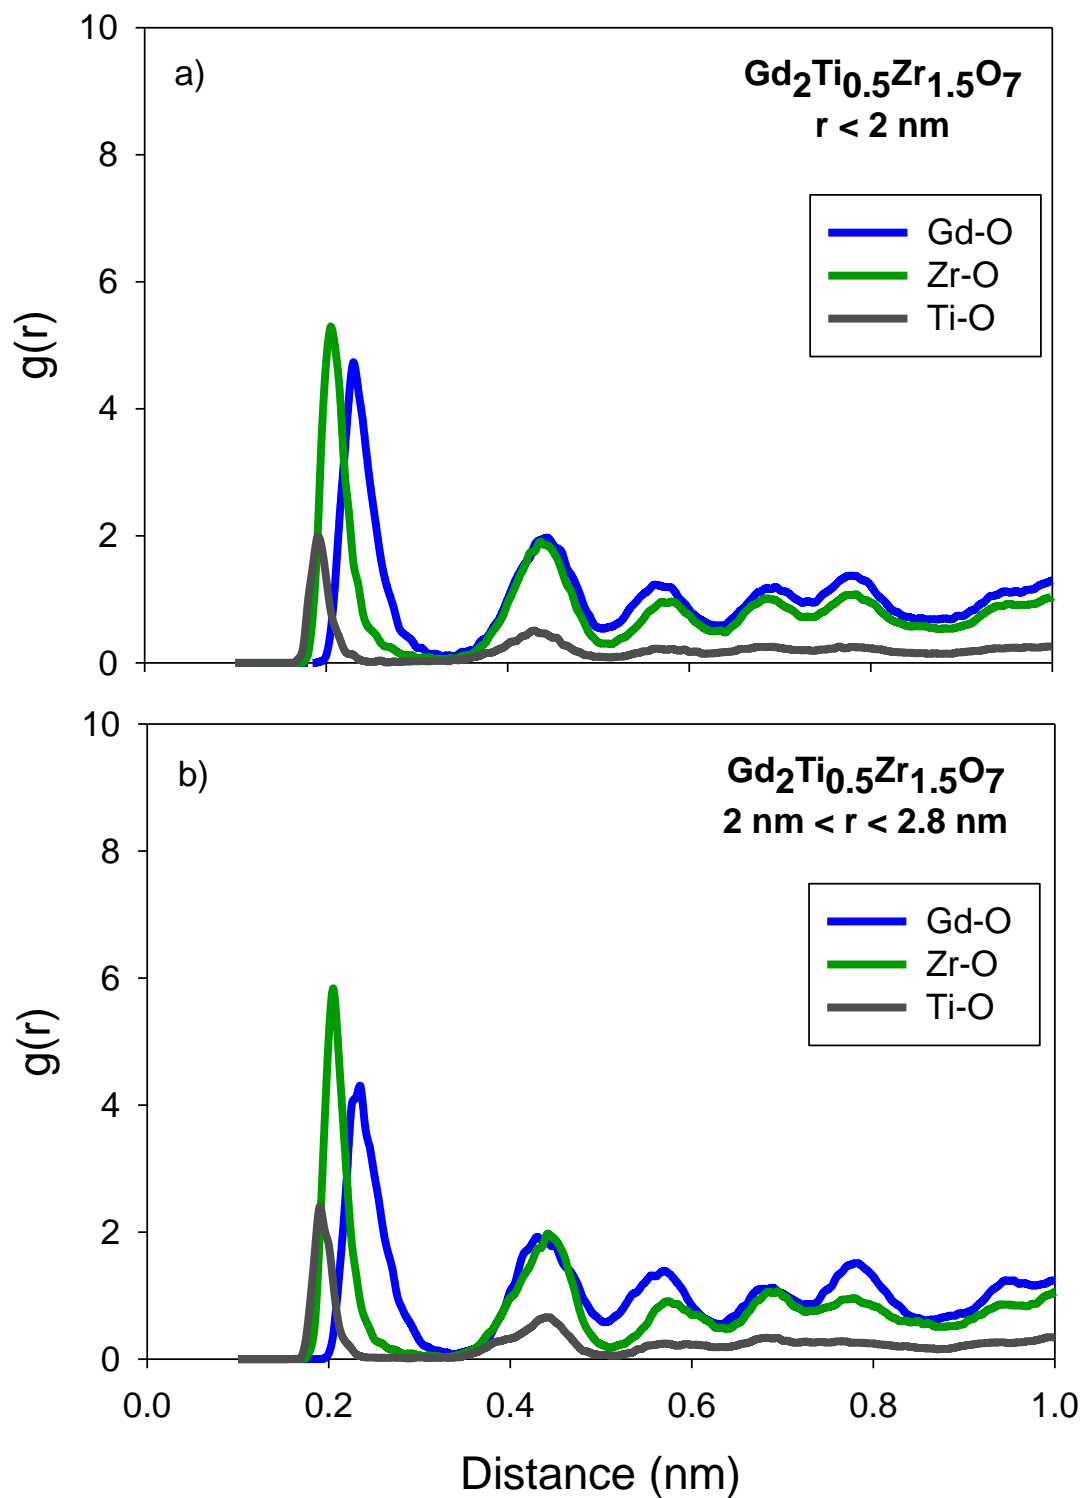 10
a)
Gd2Ti0.5Zr1.5O7
r < 2 nm
8
Gd-O
Zr-O
Ti-O
6
g(r)
4
2
0
10
b)
Gd2Ti0.5Zr1.5O7
2 nm < r < 2.8 nm
8
Gd-O
Zr-O
Ti-O
6
g(r)
4
2
0
0.0 0.2 0.4 0.6 0.8 1.0
Distance (nm)